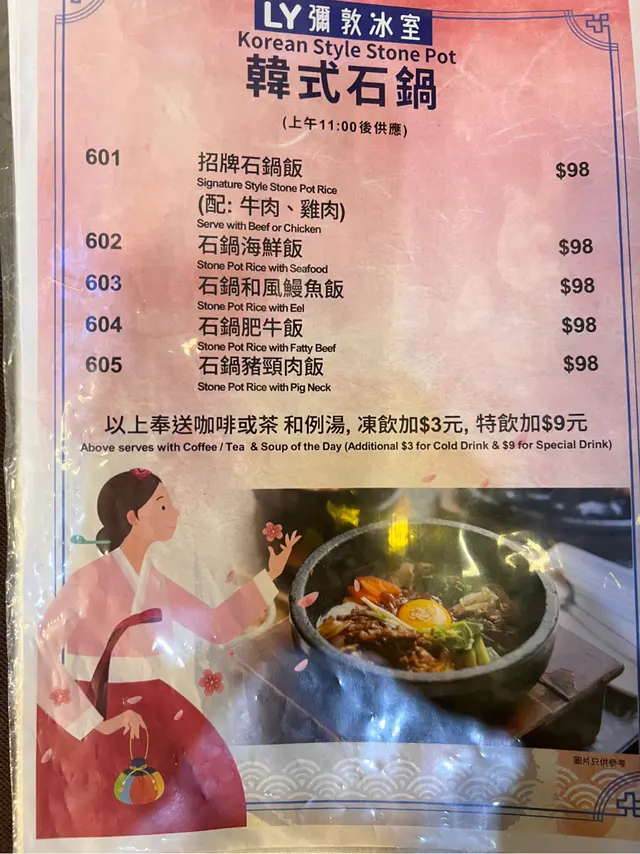 LY彌敦冰室
Korean Style Stone Pot
韓式石鍋
(上午11:00後供應)
601 招牌石鍋飯 $98
Signature Style Stone Pot Rice
(配: 牛肉、雞肉)
Serve with Beef or Chicken
602 石鍋海鮮飯 $98
Stone Pot Rice with Seafood
603 石鍋和風鰻魚飯 $98
Stone Pot Rice with Eel
604 石鍋肥牛飯 $98
Stone Pot Rice with Fatty Beef
605 石鍋豬頸肉飯 $98
Stone Pot Rice with Pig Neck
以上奉送咖啡或茶 和例湯, 凍飲加$3元, 特飲加$9元
Above serves with Coffee / Tea & Soup of the Day (Additional $3 for Cold Drink & $9 for Special Drink)
圖片只供參考